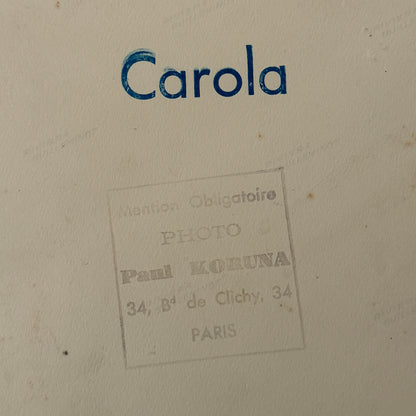 Carola
Mention Obligatoire
PHOTO
Paul KORUNA
34, Bd de Clichy, 34
PARIS